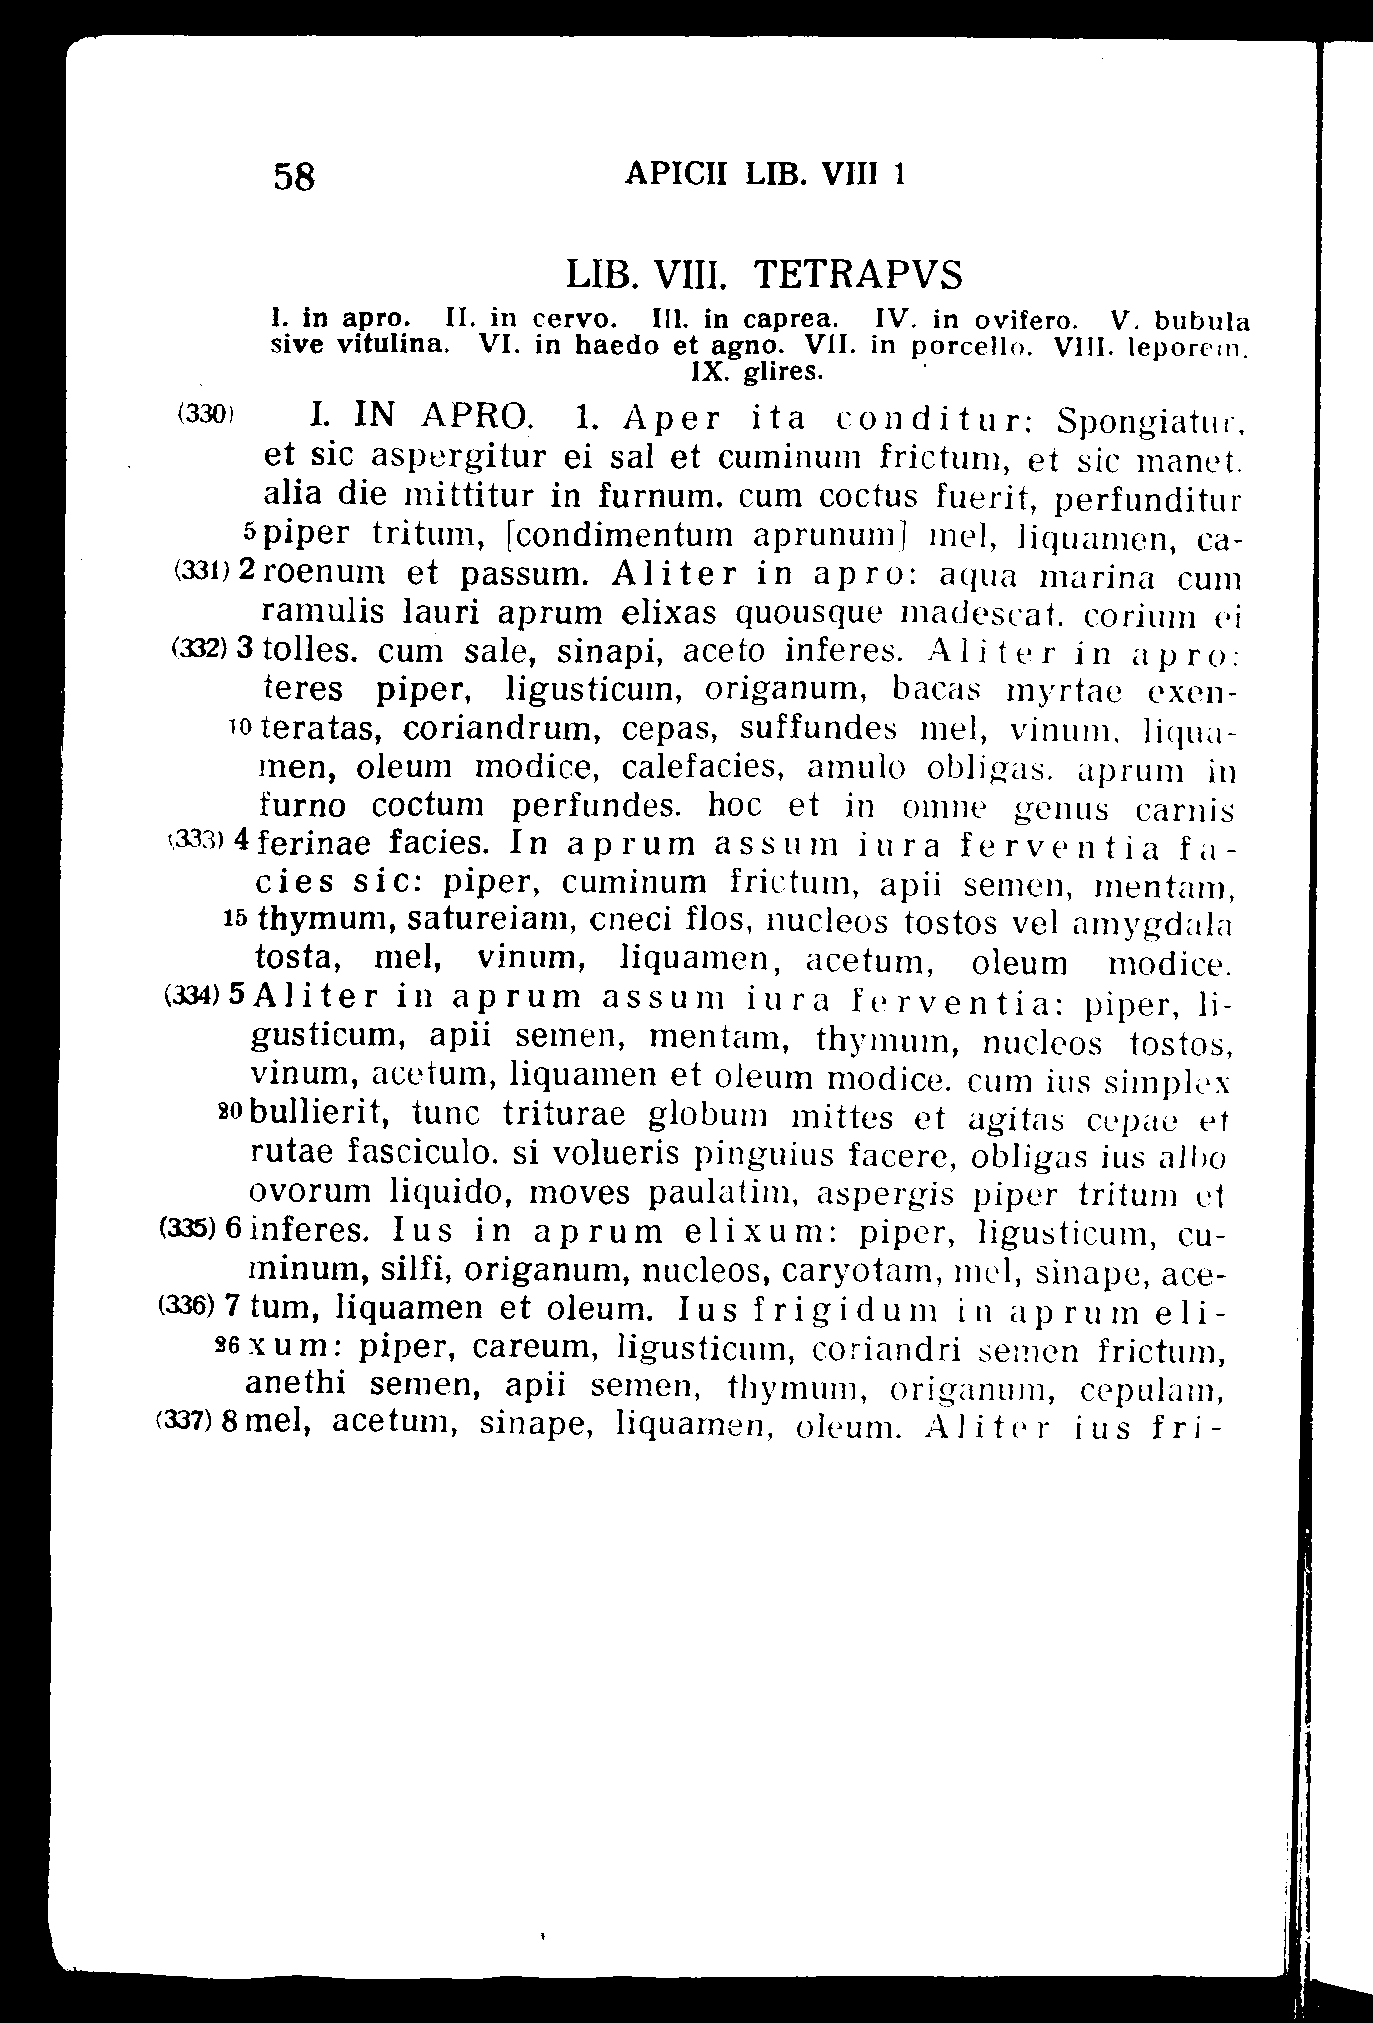 58 APICII LIB. VIII 1
LIB. VIII. TETRAPVS
I. in apro. II. in cervo. III. in caprea. IV. in ovifero. V. bubula
sive vitulina. VI. in haedo et agno. VII. in porcello. VIII. leporem.
IX. glires.
(330) I. IN APRO. 1. Aper ita conditur: Spongiatur,
et sic aspergitur ei sal et cuminum frictum, et sic manet.
alia die mittitur in furnum. cum coctus fuerit, perfunditur
5 piper tritum, [condimentum aprunum] mel, liquamen, ca-
(331) 2 roenum et passum. Aliter in apro: aqua marina cum
ramulis lauri aprum elixas quousque madescat. corium ei
(332) 3 tolles. cum sale, sinapi, aceto inferes. Aliter in apro:
teres piper, ligusticum, origanum, bacas myrtae exen-
10 teratas, coriandrum, cepas, suffundes mel, vinum, liqua-
men, oleum modice, calefacies, amulo obligas. aprum in
furno coctum perfundes. hoc et in omne genus carnis
(333) 4 ferinae facies. In aprum assum iura ferventia fa-
cies sic: piper, cuminum frictum, apii semen, mentam,
15 thymum, satureiam, cneci flos, nucleos tostos vel amygdala
tosta, mel, vinum, liquamen, acetum, oleum modice.
(334) 5 Aliter in aprum assum iura ferventia: piper, li-
gusticum, apii semen, mentam, thymum, nucleos tostos,
vinum, acetum, liquamen et oleum modice. cum ius simplex
20 bullierit, tunc triturae globum mittes et agitas cepae et
rutae fasciculo. si volueris pinguius facere, obligas ius albo
ovorum liquido, moves paulatim, aspergis piper tritum et
(335) 6 inferes. Ius in aprum elixum: piper, ligusticum, cu-
minum, silfi, origanum, nucleos, caryotam, mel, sinape, ace-
(336) 7 tum, liquamen et oleum. Ius frigidum in aprum eli-
26 xum: piper, careum, ligusticum, coriandri semen frictum,
anethi semen, apii semen, thymum, origanum, cepulam,
(337) 8 mel, acetum, sinape, liquamen, oleum. Aliter ius fri-